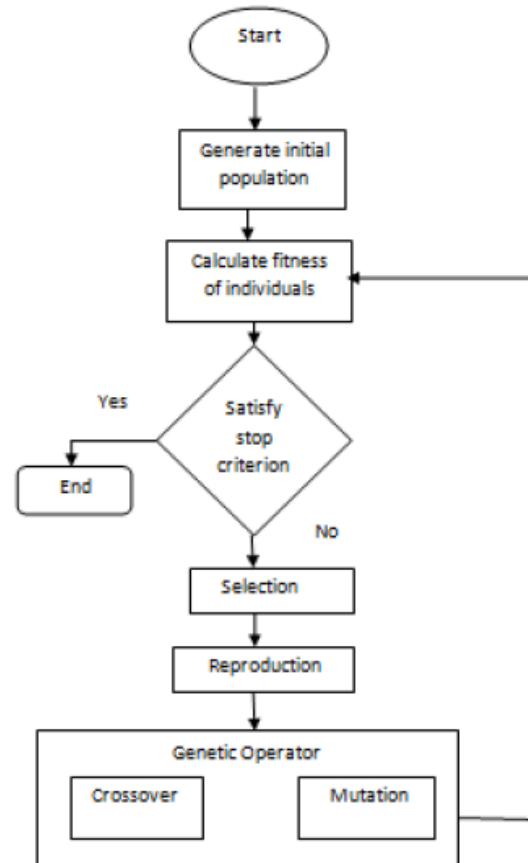 Start
Generate initial
population
Calculate fitness
of individuals
Yes
Satisfy
stop
criterion
End
No
Selection
Reproduction
Genetic Operator
Crossover
Mutation